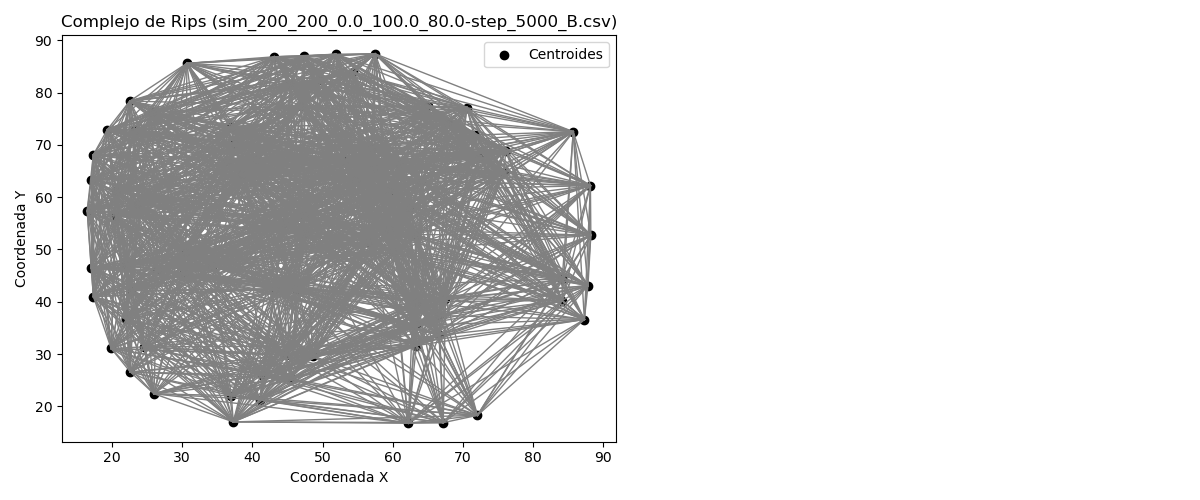 Complejo de Rips (sim_200_200_0.0_100.0_80.0-step_5000_B.csv)
Centroides
90
80
70
60
50
40
30
20
Coordenada Y
20 30 40 50 60 70 80 90
Coordenada X